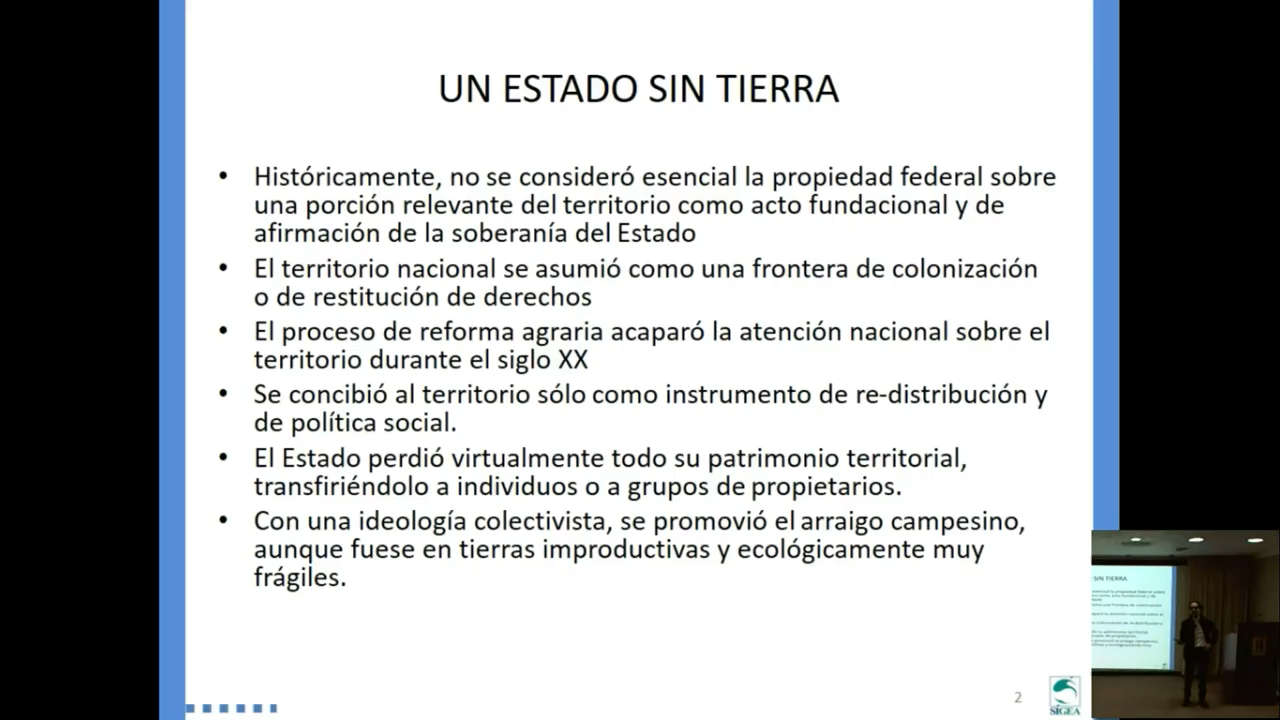 UN ESTADO SIN TIERRA
• Históricamente, no se consideró esencial la propiedad federal sobre
una porción relevante del territorio como acto fundacional y de
afirmación de la soberanía del Estado
• El territorio nacional se asumió como una frontera de colonización
o de restitución de derechos
• El proceso de reforma agraria acaparó la atención nacional sobre el
territorio durante el siglo XX
• Se concibió al territorio sólo como instrumento de re-distribución y
de política social.
• El Estado perdió virtualmente todo su patrimonio territorial,
transfiriéndolo a individuos o a grupos de propietarios.
• Con una ideología colectivista, se promovió el arraigo campesino,
aunque fuese en tierras improductivas y ecológicamente muy
frágiles.
2
SÍGEA
SIN TIERRA